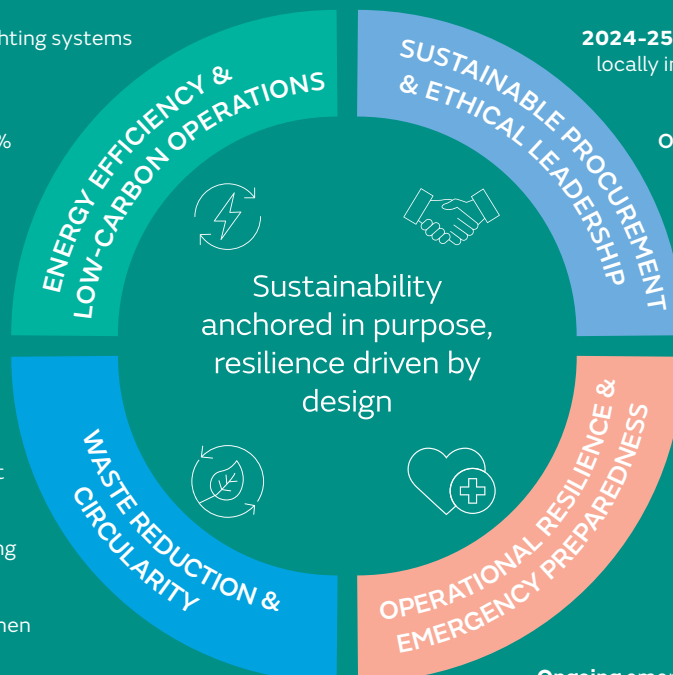 hting systems
%
ENERGY EFFICIENCY &
LOW-CARBON OPERATIONS
SUSTAINABLE PROCUREMENT
& ETHICAL LEADERSHIP
2024-25
locally i
O
Sustainability
anchored in purpose,
resilience driven by
design
WASTE REDUCTION &
CIRCULARITY
OPERATIONAL RESILIENCE &
EMERGENCY PREPAREDNESS
t
ng
hen
Ongoing